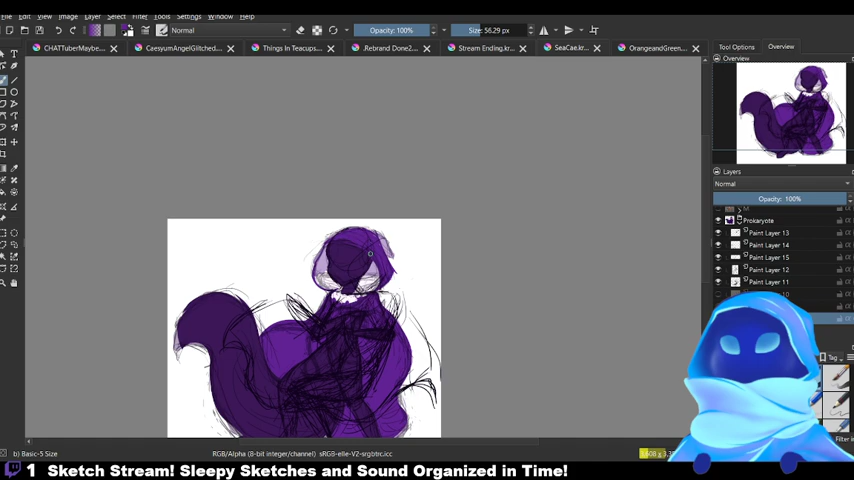 File Edit View Image Layer Select Filter Tools Settings Window Help
Normal Opacity: 100% Size: 56.29 px
CHATTuberMaybe... CaesyumAngelGlitched... Things In Teacups... .Rebrand Done2... Stream Ending.kr... SeaCae.kr... OrangeandGreen...
Tool Options Overview
Overview
Layers
Normal
Opacity: 100%
Prokaryote
Paint Layer 13
Paint Layer 14
Paint Layer 15
Paint Layer 12
Paint Layer 11
Tag
Filter in
b) Basic-5 Size RGB/Alpha (8-bit integer/channel) sRGB-elle-V2-srgbtrc.icc
1 Sketch Stream! Sleepy Sketches and Sound Organized in Time!